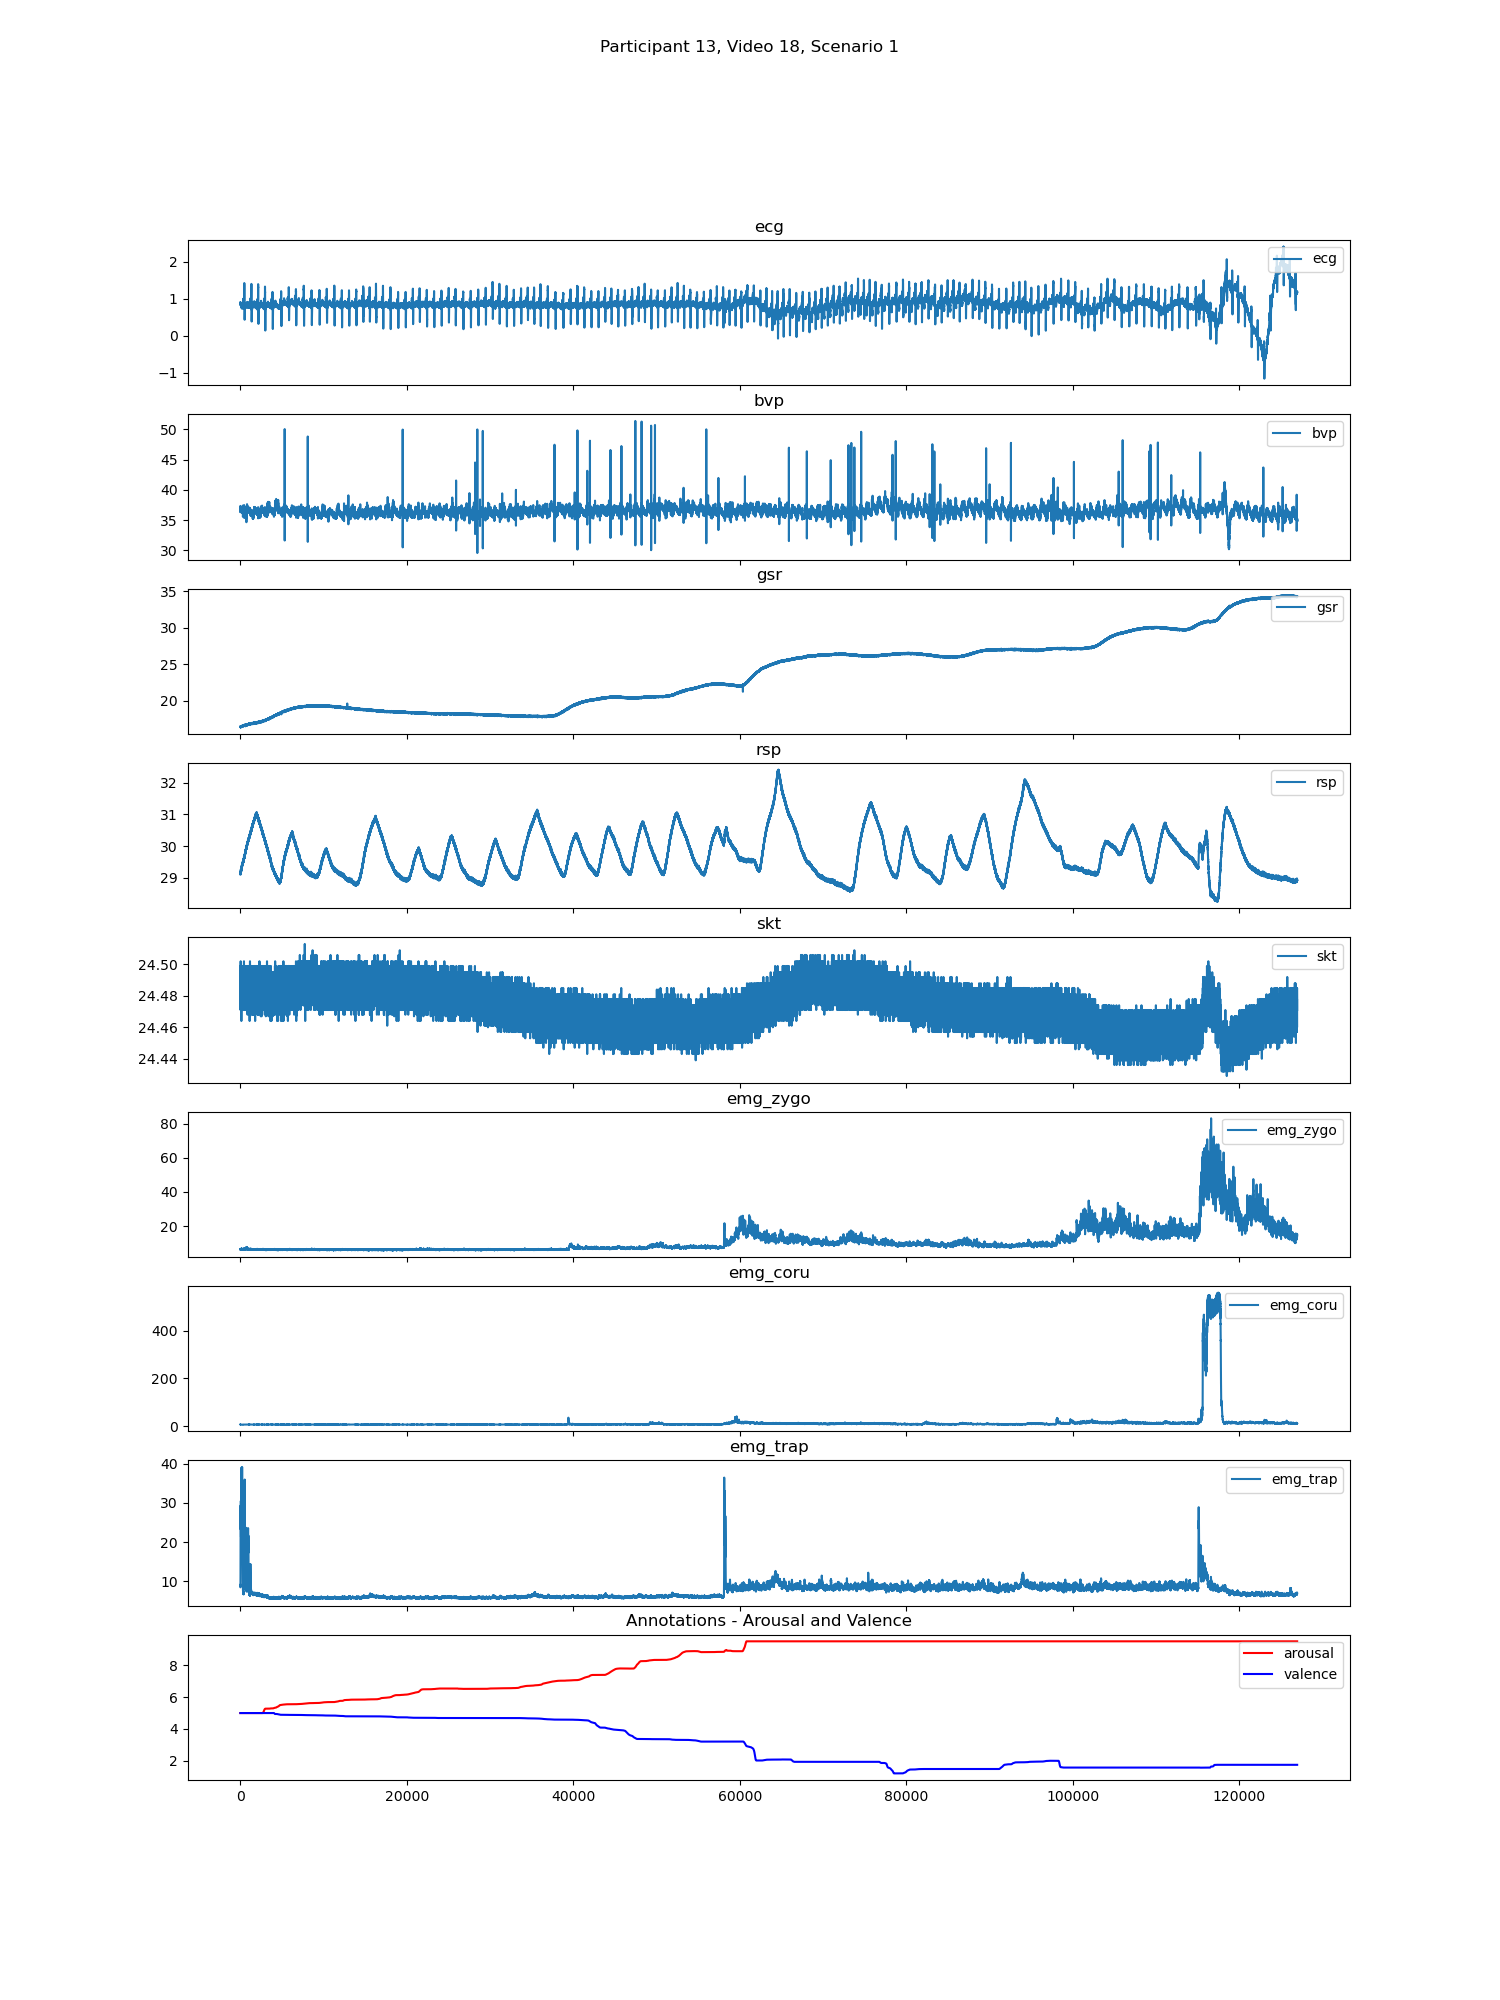 Participant 13, Video 18, Scenario 1
ecg
2
1
0
−1
ecg
bvp
50
45
40
35
30
bvp
gsr
35
30
25
20
gsr
rsp
32
31
30
29
rsp
skt
24.50
24.48
24.46
24.44
skt
emg_zygo
80
60
40
20
emg_zygo
emg_coru
400
200
0
emg_coru
emg_trap
40
30
20
10
emg_trap
Annotations - Arousal and Valence
8
6
4
2
arousal
valence
0 20000 40000 60000 80000 100000 120000